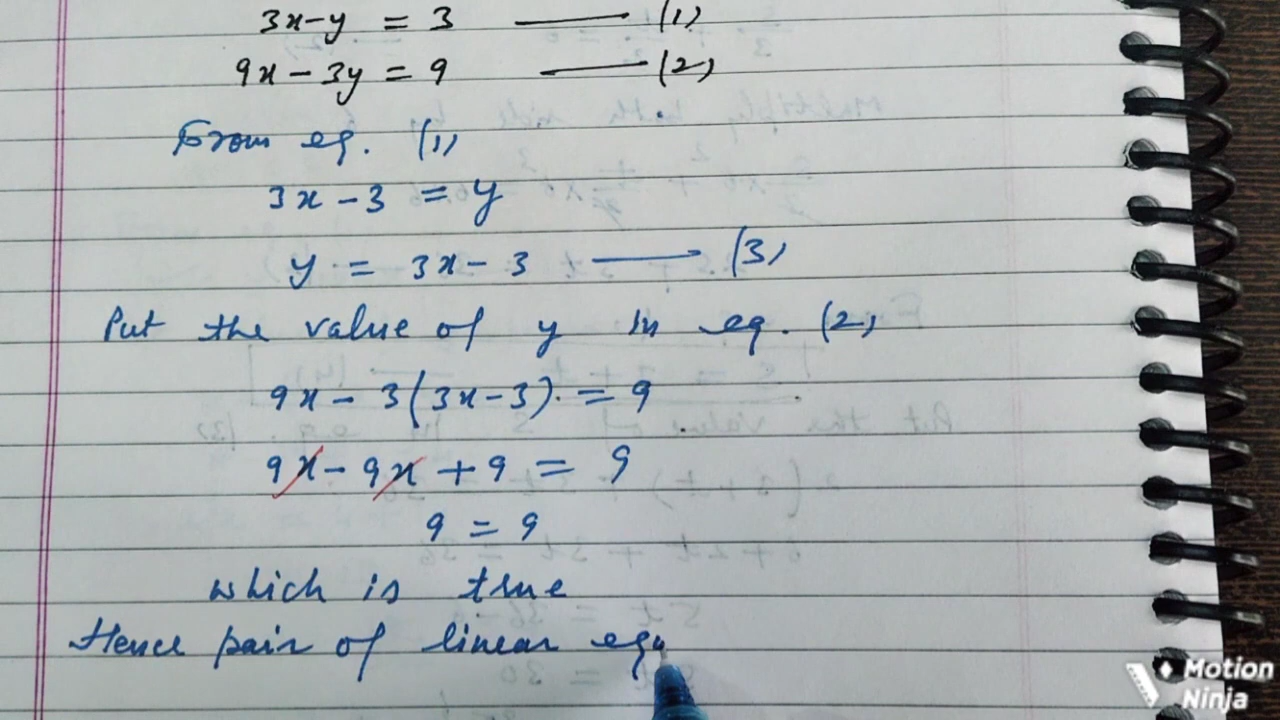 3x-y = 3 —— (1)
9x-3y = 9 —— (2)
From eq. (1)
3x-3 = y
y = 3x-3 —— (3)
Put the value of y in eq. (2)
9x-3(3x-3) = 9
9x-9x+9 = 9
9 = 9
which is true
Hence pair of linear equ
Motion
Ninja